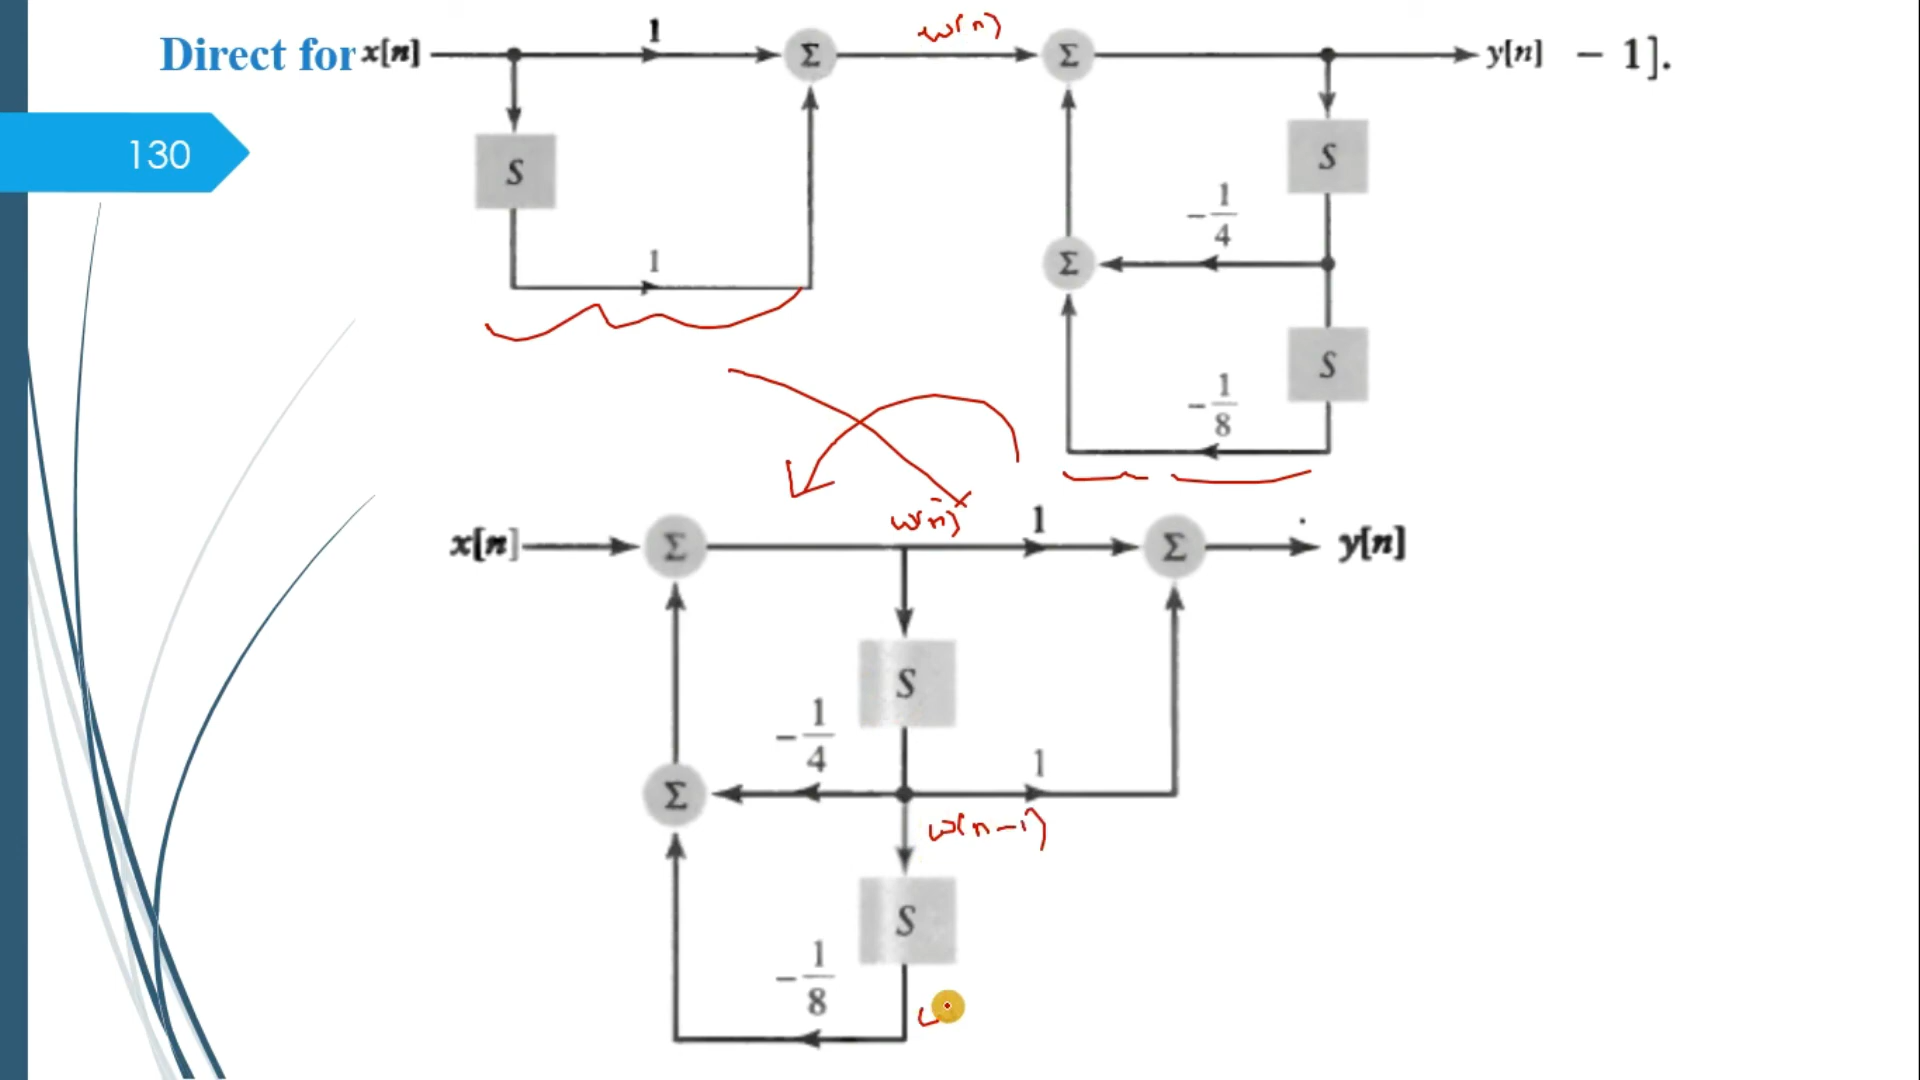 Direct for x[n] 1 Σ w(n) Σ y[n] - 1].
130
S
S
1
-1/4
Σ
S
-1/8
x[n] Σ w(n) 1 Σ y[n]
S
-1/4
1
Σ
w(n-1)
S
-1/8